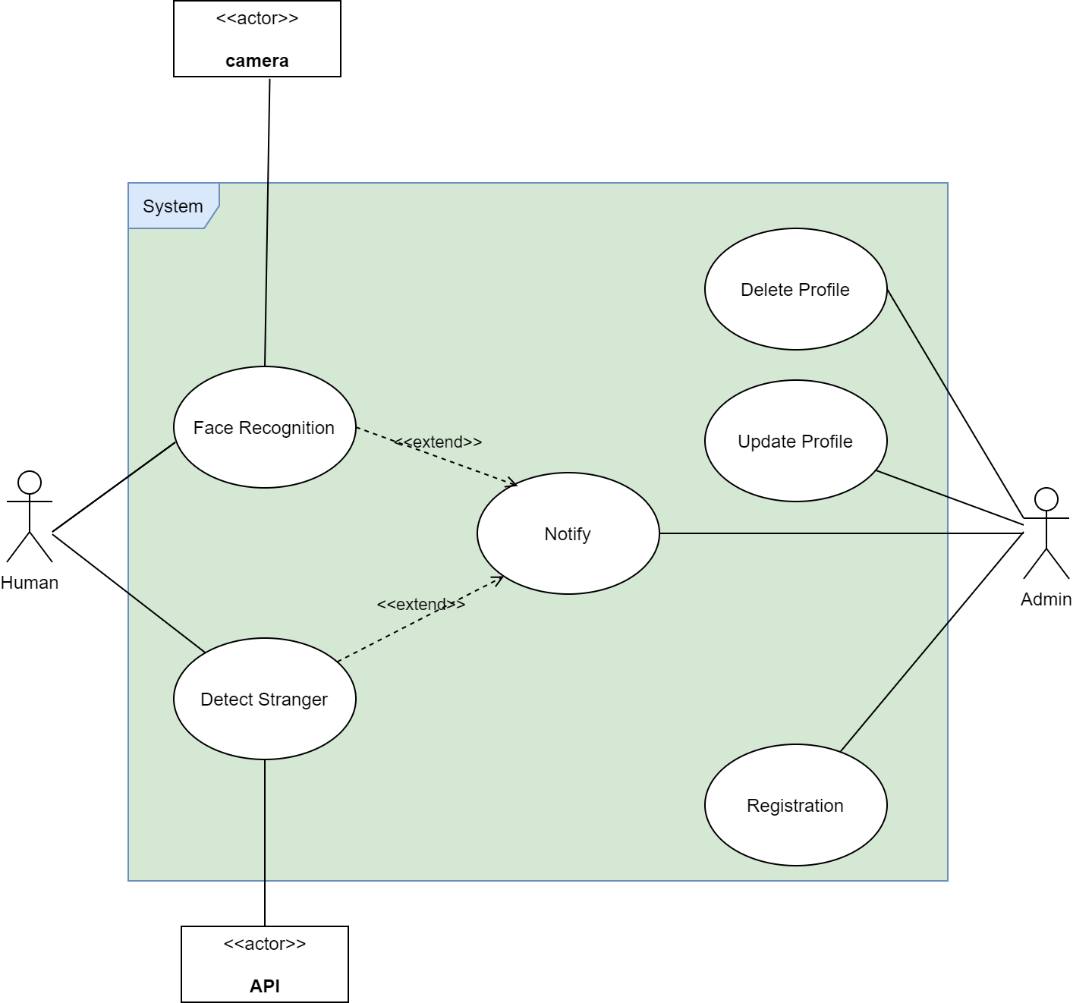 <<actor>>
camera
System
Delete Profile
Face Recognition
<<extend>>
Update Profile
Notify
Human
Admin
<<extend>>
Detect Stranger
Registration
<<actor>>
API